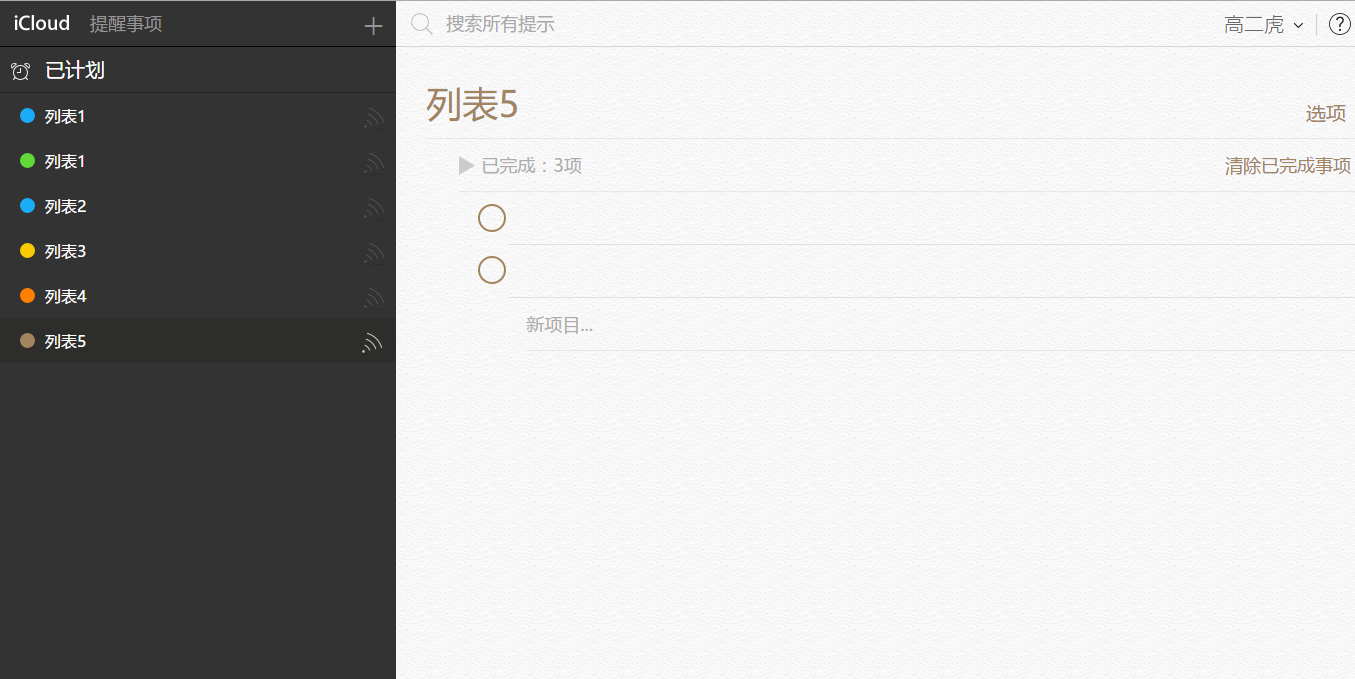 iCloud 提醒事项
已计划
列表1
列表1
列表2
列表3
列表4
列表5
搜索所有提示
高二虎
?
列表5
选项
已完成：3项
清除已完成事项
新项目...